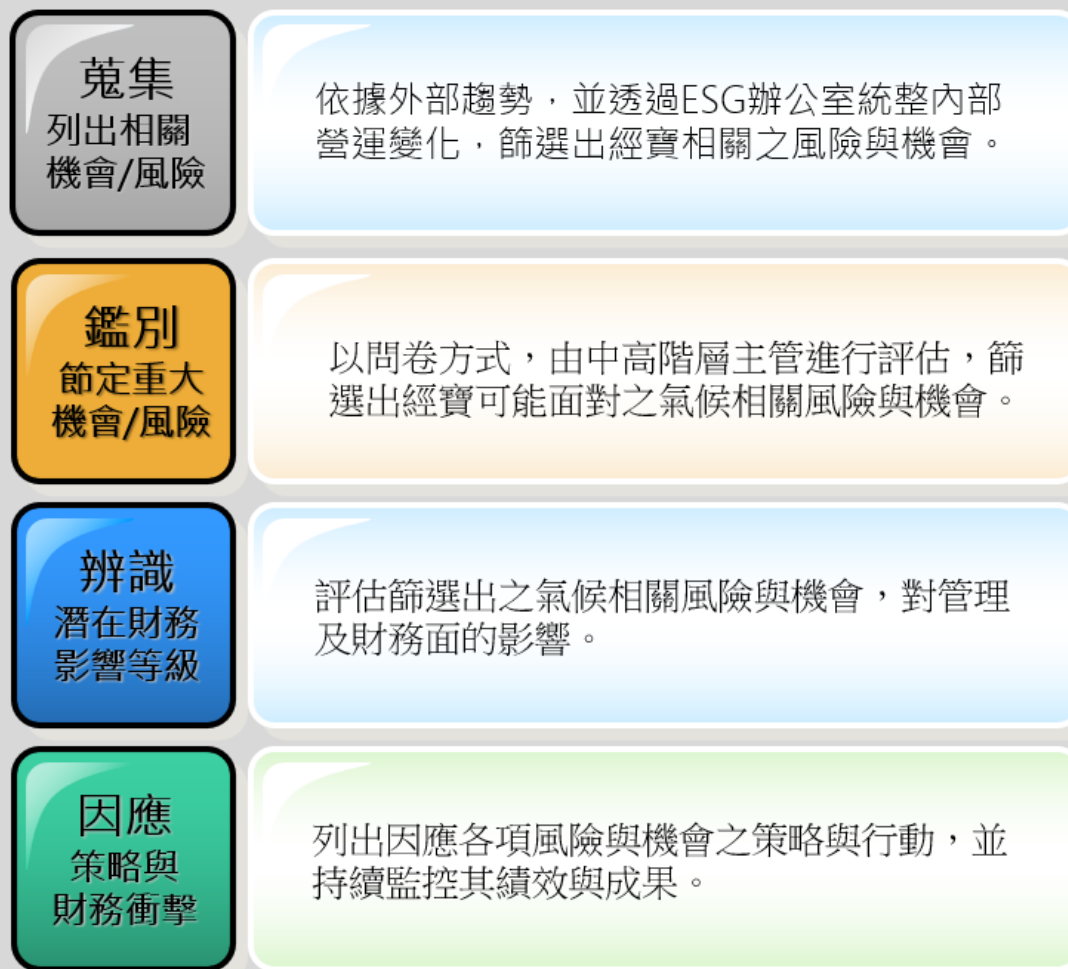 蒐集
列出相關
機會/風險
依據外部趨勢，並透過ESG辦公室統整內部
營運變化，篩選出經寶相關之風險與機會。
鑑別
節定重大
機會/風險
以問卷方式，由中高階層主管進行評估，篩
選出經寶可能面對之氣候相關風險與機會。
辨識
潛在財務
影響等級
評估篩選出之氣候相關風險與機會，對管理
及財務面的影響。
因應
策略與
財務衝擊
列出因應各項風險與機會之策略與行動，並
持續監控其績效與成果。